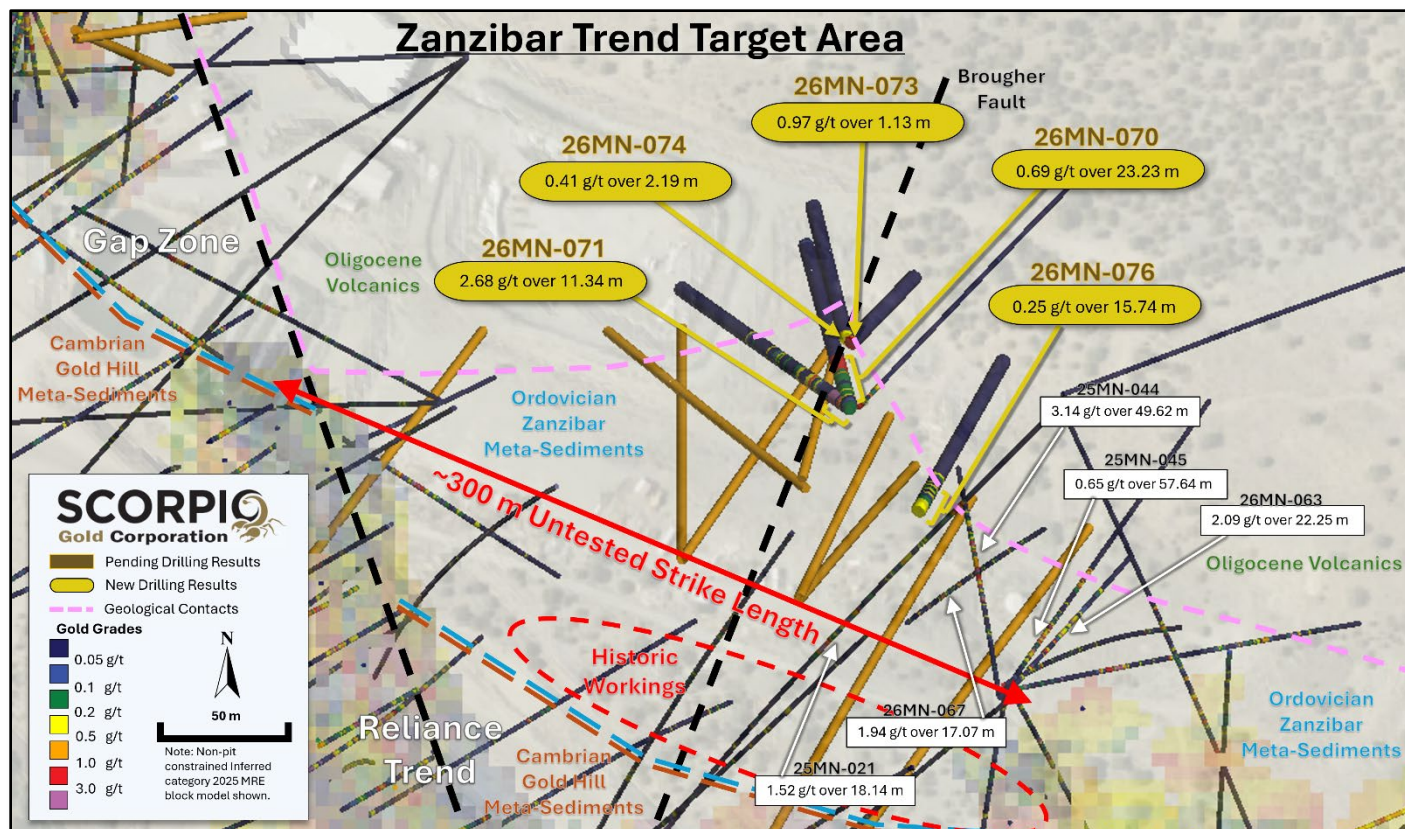 Zanzibar Trend Target Area
Brougher
Fault
26MN-073
0.97 g/t over 1.13 m
26MN-074
0.41 g/t over 2.19 m
26MN-070
0.69 g/t over 23.23 m
26MN-071
2.68 g/t over 11.34 m
26MN-076
0.25 g/t over 15.74 m
Gap Zone
Oligocene
Volcanics
Cambrian
Gold Hill
Meta-Sediments
Ordovician
Zanzibar
Meta-Sediments
25MN-044
3.14 g/t over 49.62 m
25MN-045
0.65 g/t over 57.64 m
26MN-063
2.09 g/t over 22.25 m
Oligocene Volcanics
~300 m Untested Strike Length
Historic
Workings
Reliance
Trend
Cambrian
Gold Hill
Meta-Sediments
26MN-067
1.94 g/t over 17.07 m
25MN-021
1.52 g/t over 18.14 m
Ordovician
Zanzibar
Meta-Sediments
SCORPIO
Gold Corporation
Pending Drilling Results
New Drilling Results
Geological Contacts
Gold Grades
0.05 g/t
0.1 g/t
0.2 g/t
0.5 g/t
1.0 g/t
3.0 g/t
N
50 m
Note: Non-pit
constrained Inferred
category 2025 MRE
block model shown.